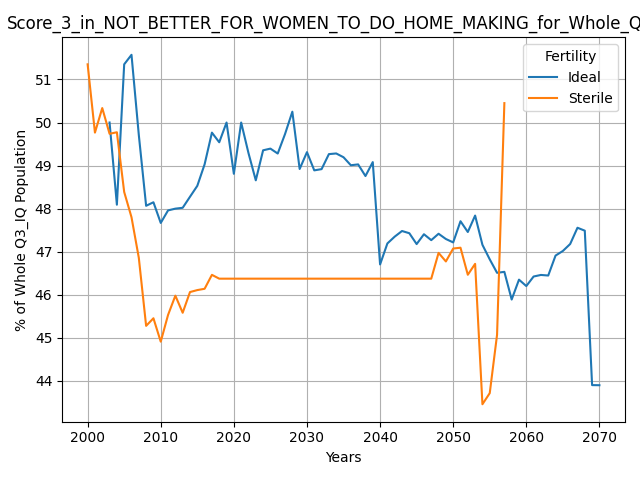 Score_3_in_NOT_BETTER_FOR_WOMEN_TO_DO_HOME_MAKING_for_Whole_Q
Fertility
Ideal
Sterile
% of Whole Q3_IQ Population
51
50
49
48
47
46
45
44
2000 2010 2020 2030 2040 2050 2060 2070
Years